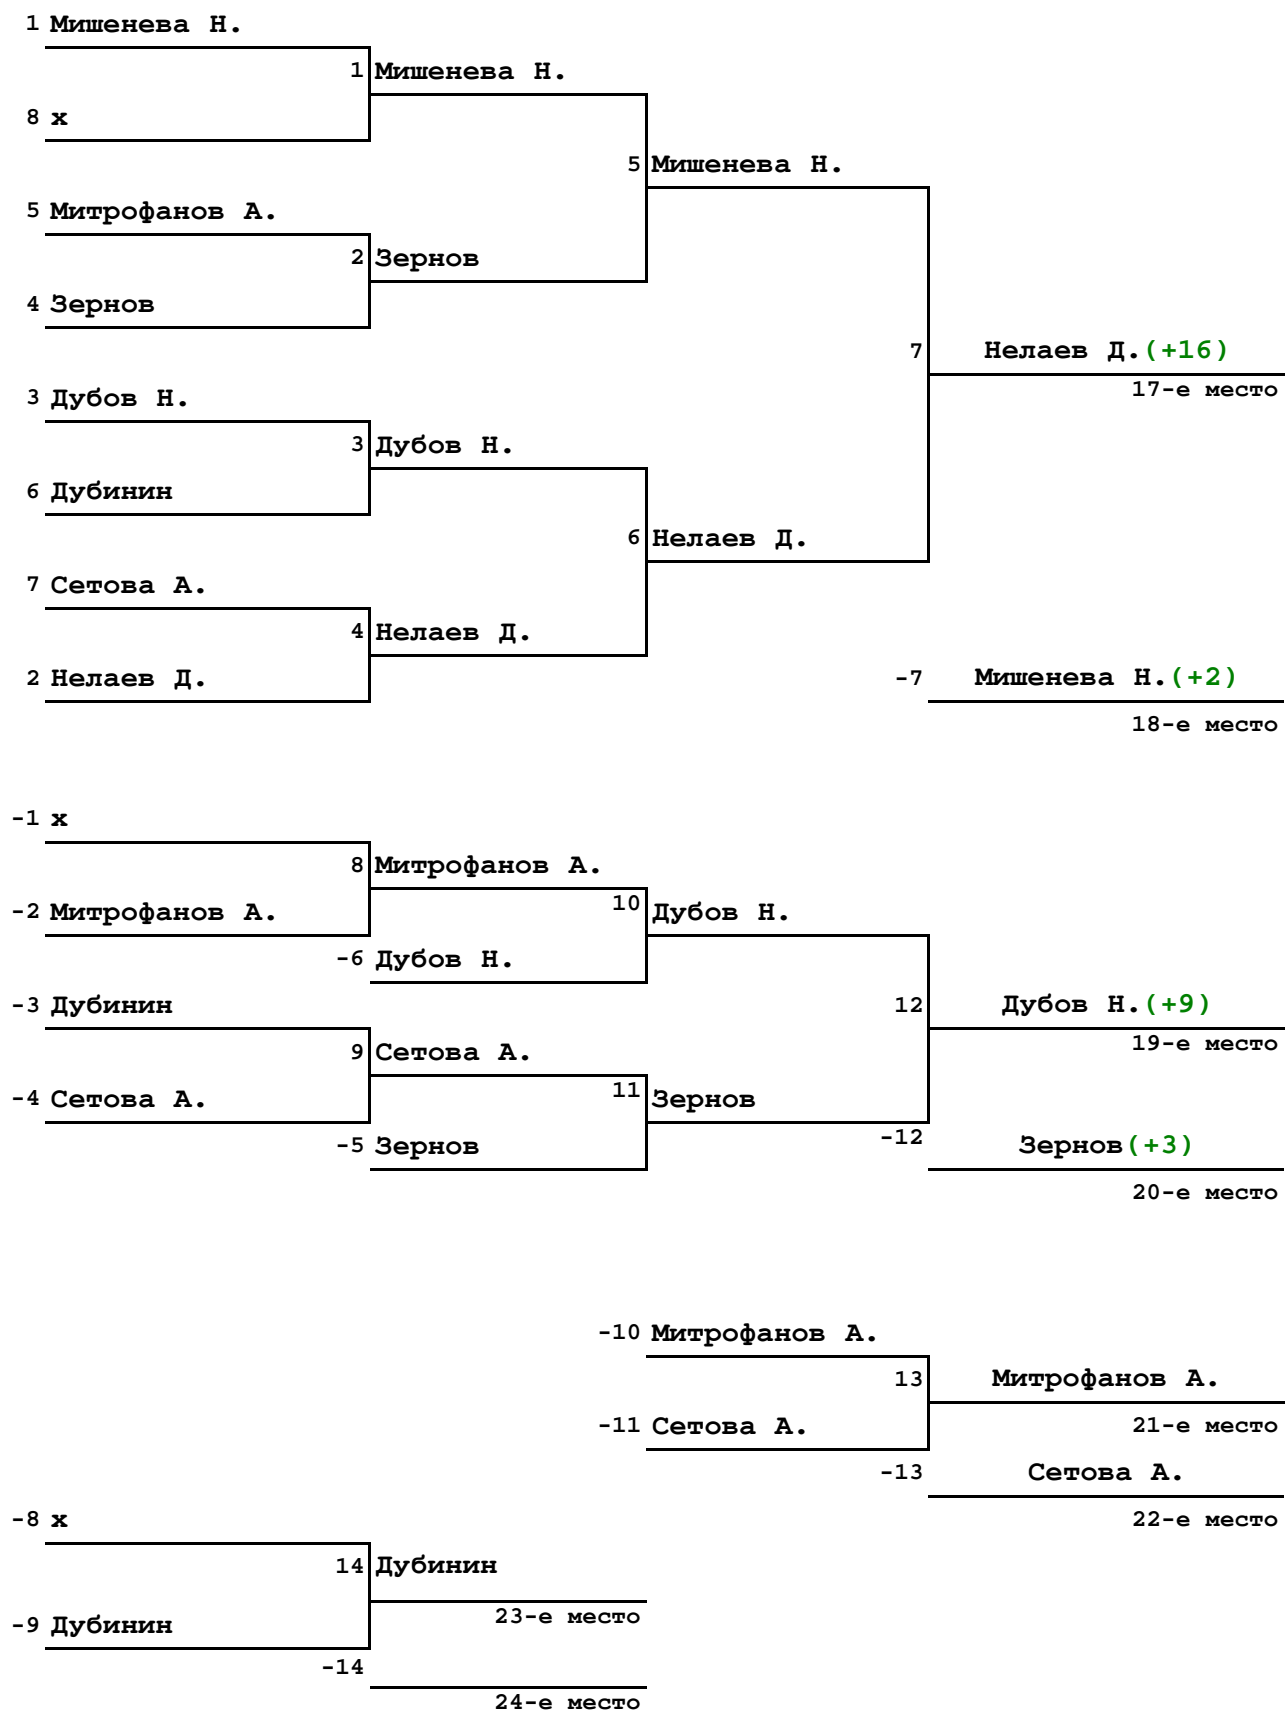 1 Мишенева Н.
1 Мишенева Н.
8 x
5 Мишенева Н.
5 Митрофанов А.
2 Зернов
4 Зернов
7 Нелаев Д.(+16)
17-е место
3 Дубов Н.
3 Дубов Н.
6 Дубинин
6 Нелаев Д.
7 Сетова А.
4 Нелаев Д.
2 Нелаев Д.
-7 Мишенева Н.(+2)
18-е место
-1 x
8 Митрофанов А.
-2 Митрофанов А.
10 Дубов Н.
-6 Дубов Н.
-3 Дубинин
12 Дубов Н.(+9)
19-е место
9 Сетова А.
-4 Сетова А.
11 Зернов
-5 Зернов
-12 Зернов(+3)
20-е место
-10 Митрофанов А.
13 Митрофанов А.
-11 Сетова А.
21-е место
-13 Сетова А.
22-е место
-8 x
14 Дубинин
23-е место
-9 Дубинин
-14
24-е место